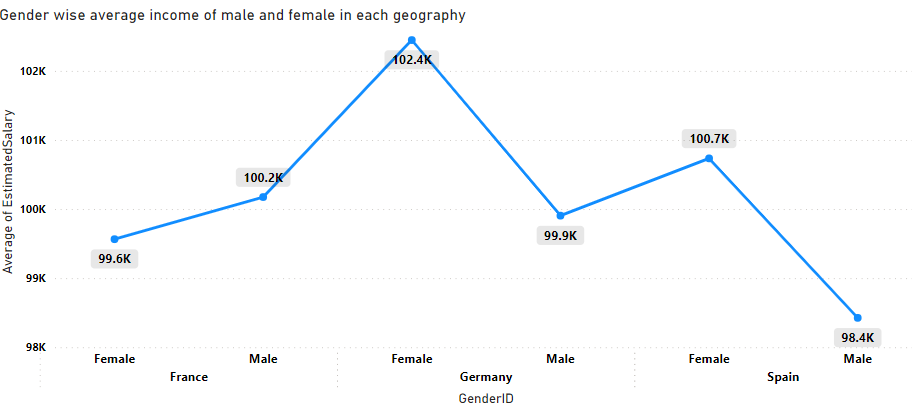 Gender wise average income of male and female in each geography
Average of EstimatedSalary
102K
101K
100K
99K
98K
99.6K
100.2K
102.4K
99.9K
100.7K
98.4K
Female Male Female Male Female Male
France Germany Spain
GenderID